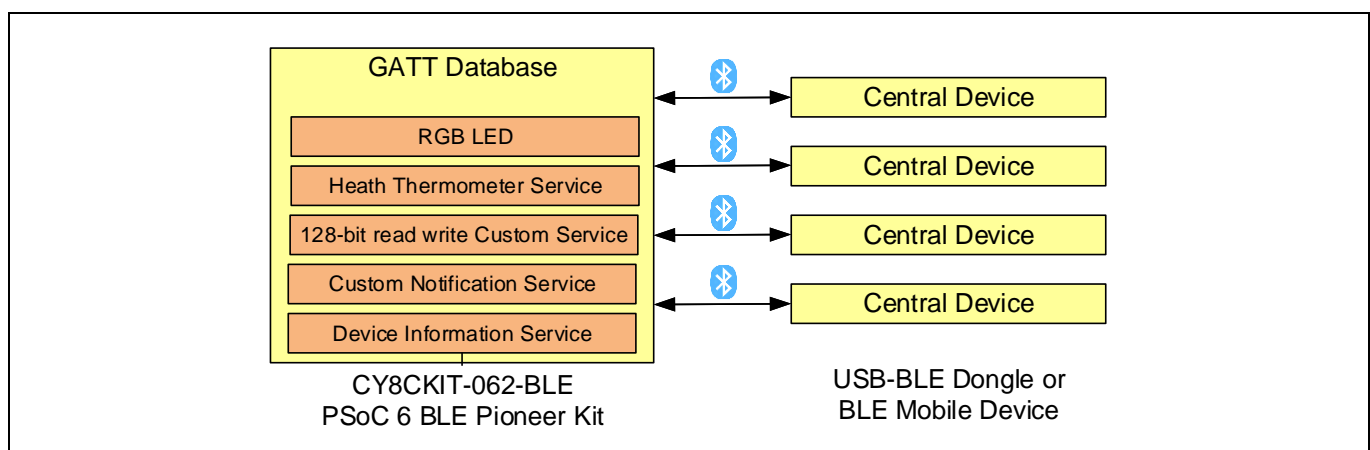 GATT Database
RGB LED
Heath Thermometer Service
128-bit read write Custom Service
Custom Notification Service
Device Information Service
CY8CKIT-062-BLE
PSoC 6 BLE Pioneer Kit
Central Device
Central Device
Central Device
Central Device
USB-BLE Dongle or
BLE Mobile Device